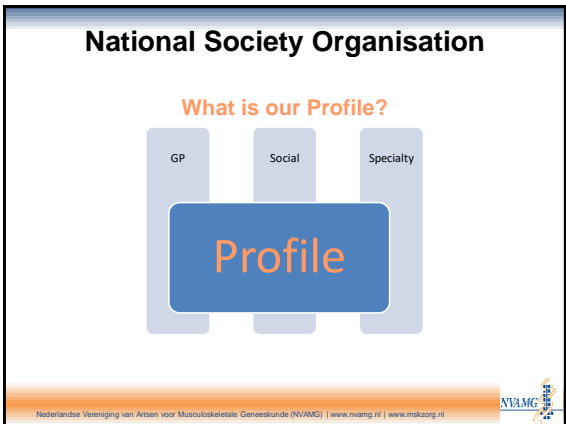 National Society Organisation
What is our Profile?
GP Social Specialty
Profile
Nederlandse Vereniging van Artsen voor Musculoskeletale Geneeskunde (NVAMG) | www.nvamg.nl | www.mskzorg.nl
NVAMG